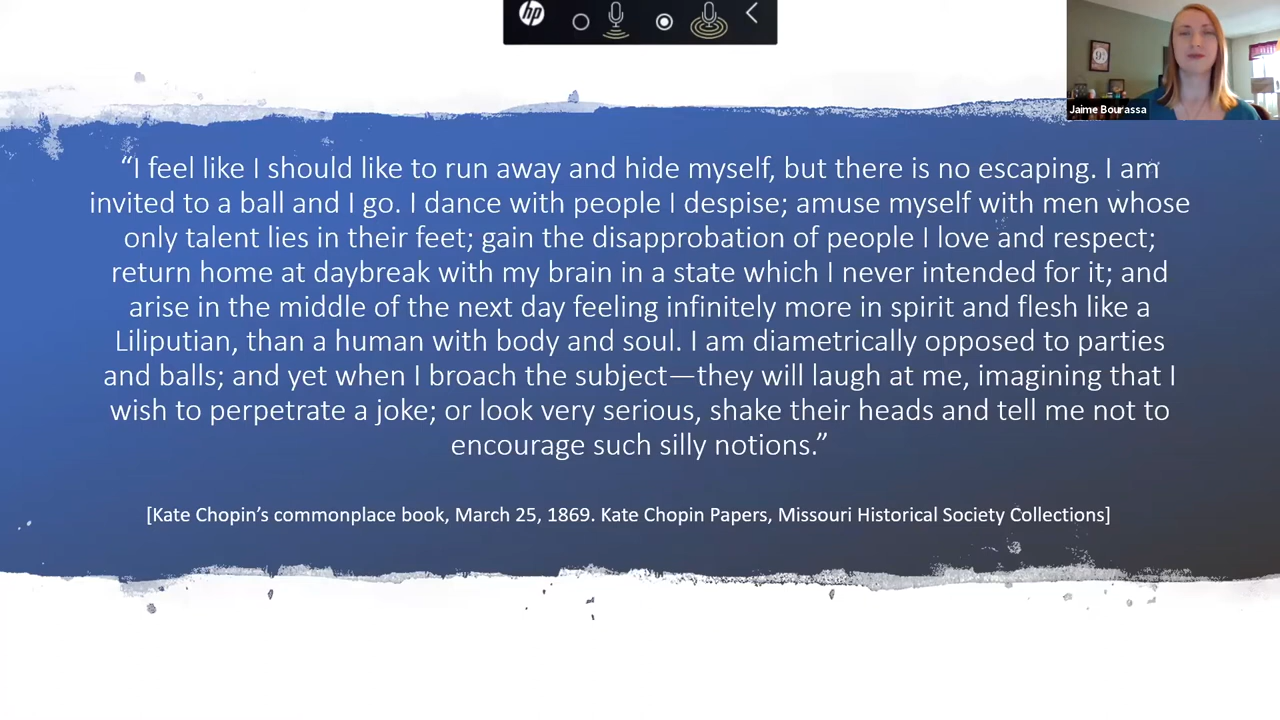 hp
Jaime Bourassa
“I feel like I should like to run away and hide myself, but there is no escaping. I am
invited to a ball and I go. I dance with people I despise; amuse myself with men whose
only talent lies in their feet; gain the disapprobation of people I love and respect;
return home at daybreak with my brain in a state which I never intended for it; and
arise in the middle of the next day feeling infinitely more in spirit and flesh like a
Liliputian, than a human with body and soul. I am diametrically opposed to parties
and balls; and yet when I broach the subject—they will laugh at me, imagining that I
wish to perpetrate a joke; or look very serious, shake their heads and tell me not to
encourage such silly notions.”
[Kate Chopin’s commonplace book, March 25, 1869. Kate Chopin Papers, Missouri Historical Society Collections]